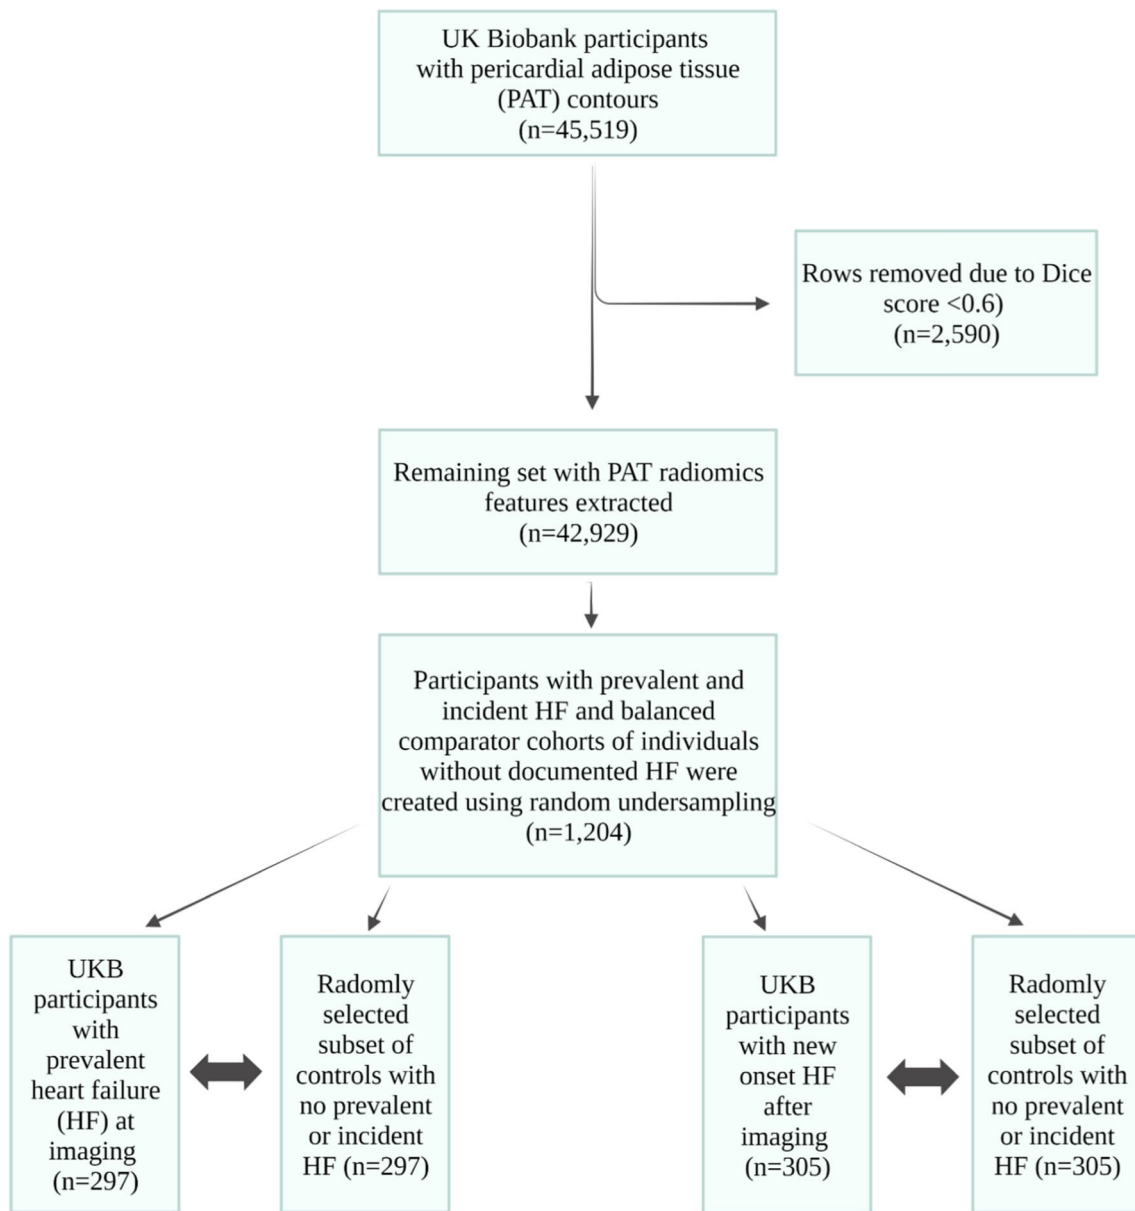 UK Biobank participants
with pericardial adipose tissue
(PAT) contours
(n=45,519)
Rows removed due to Dice
score <0.6)
(n=2,590)
Remaining set with PAT radiomics
features extracted
(n=42,929)
Participants with prevalent and
incident HF and balanced
comparator cohorts of individuals
without documented HF were
created using random undersampling
(n=1,204)
UKB
participants
with
prevalent
heart failure
(HF) at
imaging
(n=297)
Radomly
selected
subset of
controls with
no prevalent
or incident
HF (n=297)
UKB
participants
with new
onset HF
after
imaging
(n=305)
Radomly
selected
subset of
controls with
no prevalent
or incident
HF (n=305)